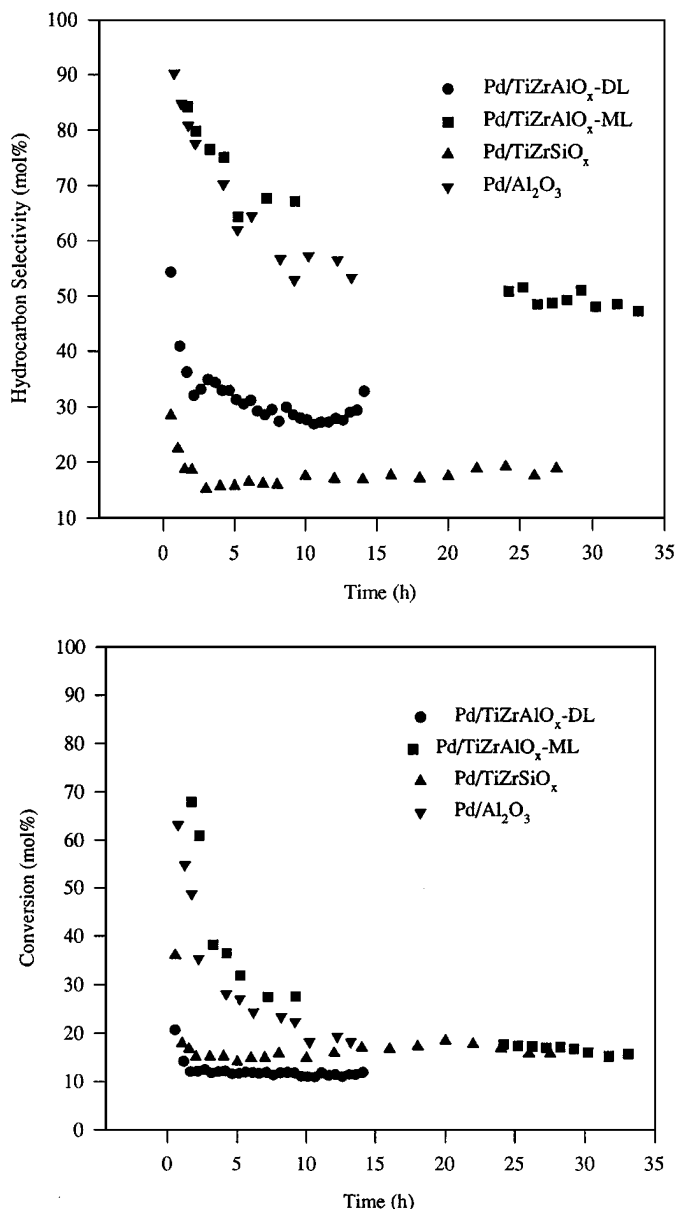 100
90
80
70
60
50
40
30
20
10
Hydrocarbon Selectivity (mol%)
Pd/TiZrAlOₓ-DL
Pd/TiZrAlOₓ-ML
Pd/TiZrSiOₓ
Pd/Al₂O₃
0 5 10 15 20 25 30 35
Time (h)
100
90
80
70
60
50
40
30
20
10
0
Conversion (mol%)
Pd/TiZrAlOₓ-DL
Pd/TiZrAlOₓ-ML
Pd/TiZrSiOₓ
Pd/Al₂O₃
0 5 10 15 20 25 30 35
Time (h)